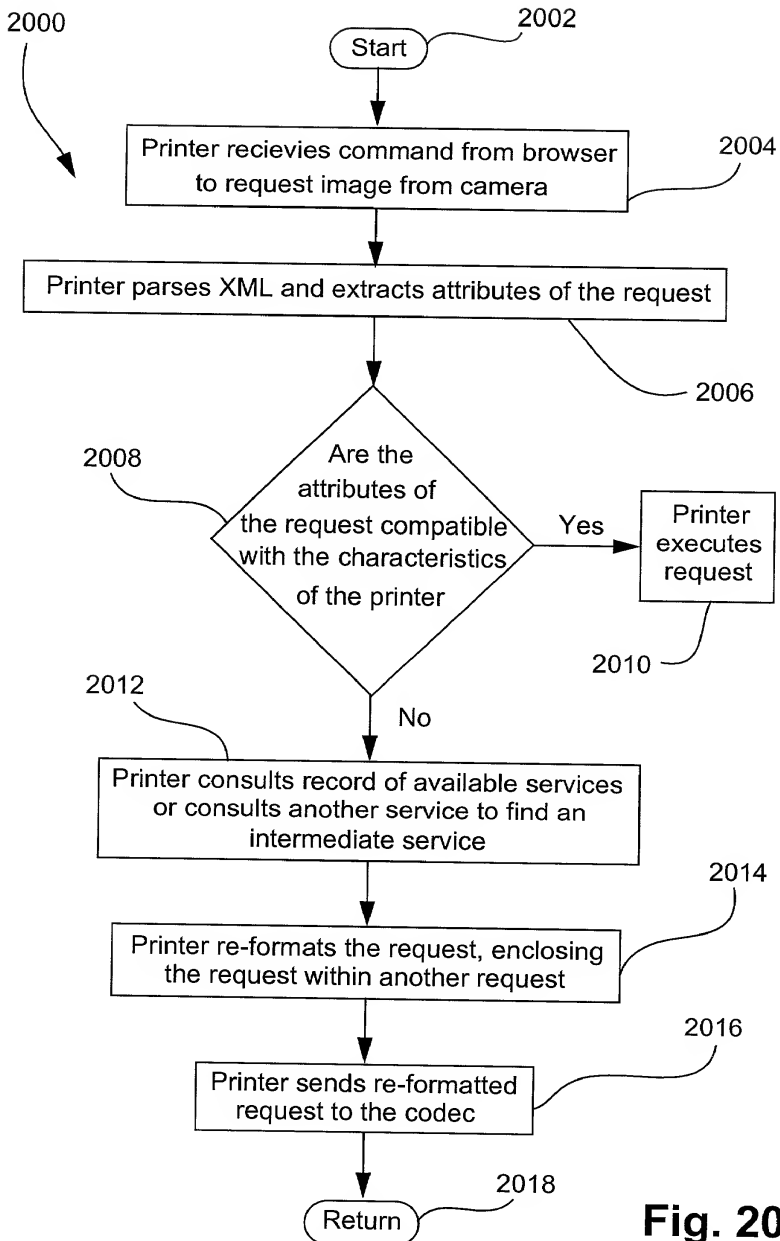 2000
2002
Start
Printer recievies command from browser
to request image from camera
2004
Printer parses XML and extracts attributes of the request
2006
2008
Are the
attributes of
the request compatible
with the characteristics
of the printer
Yes
Printer
executes
request
2010
2012
No
Printer consults record of available services
or consults another service to find an
intermediate service
2014
Printer re-formats the request, enclosing
the request within another request
2016
Printer sends re-formatted
request to the codec
2018
Return
Fig. 20